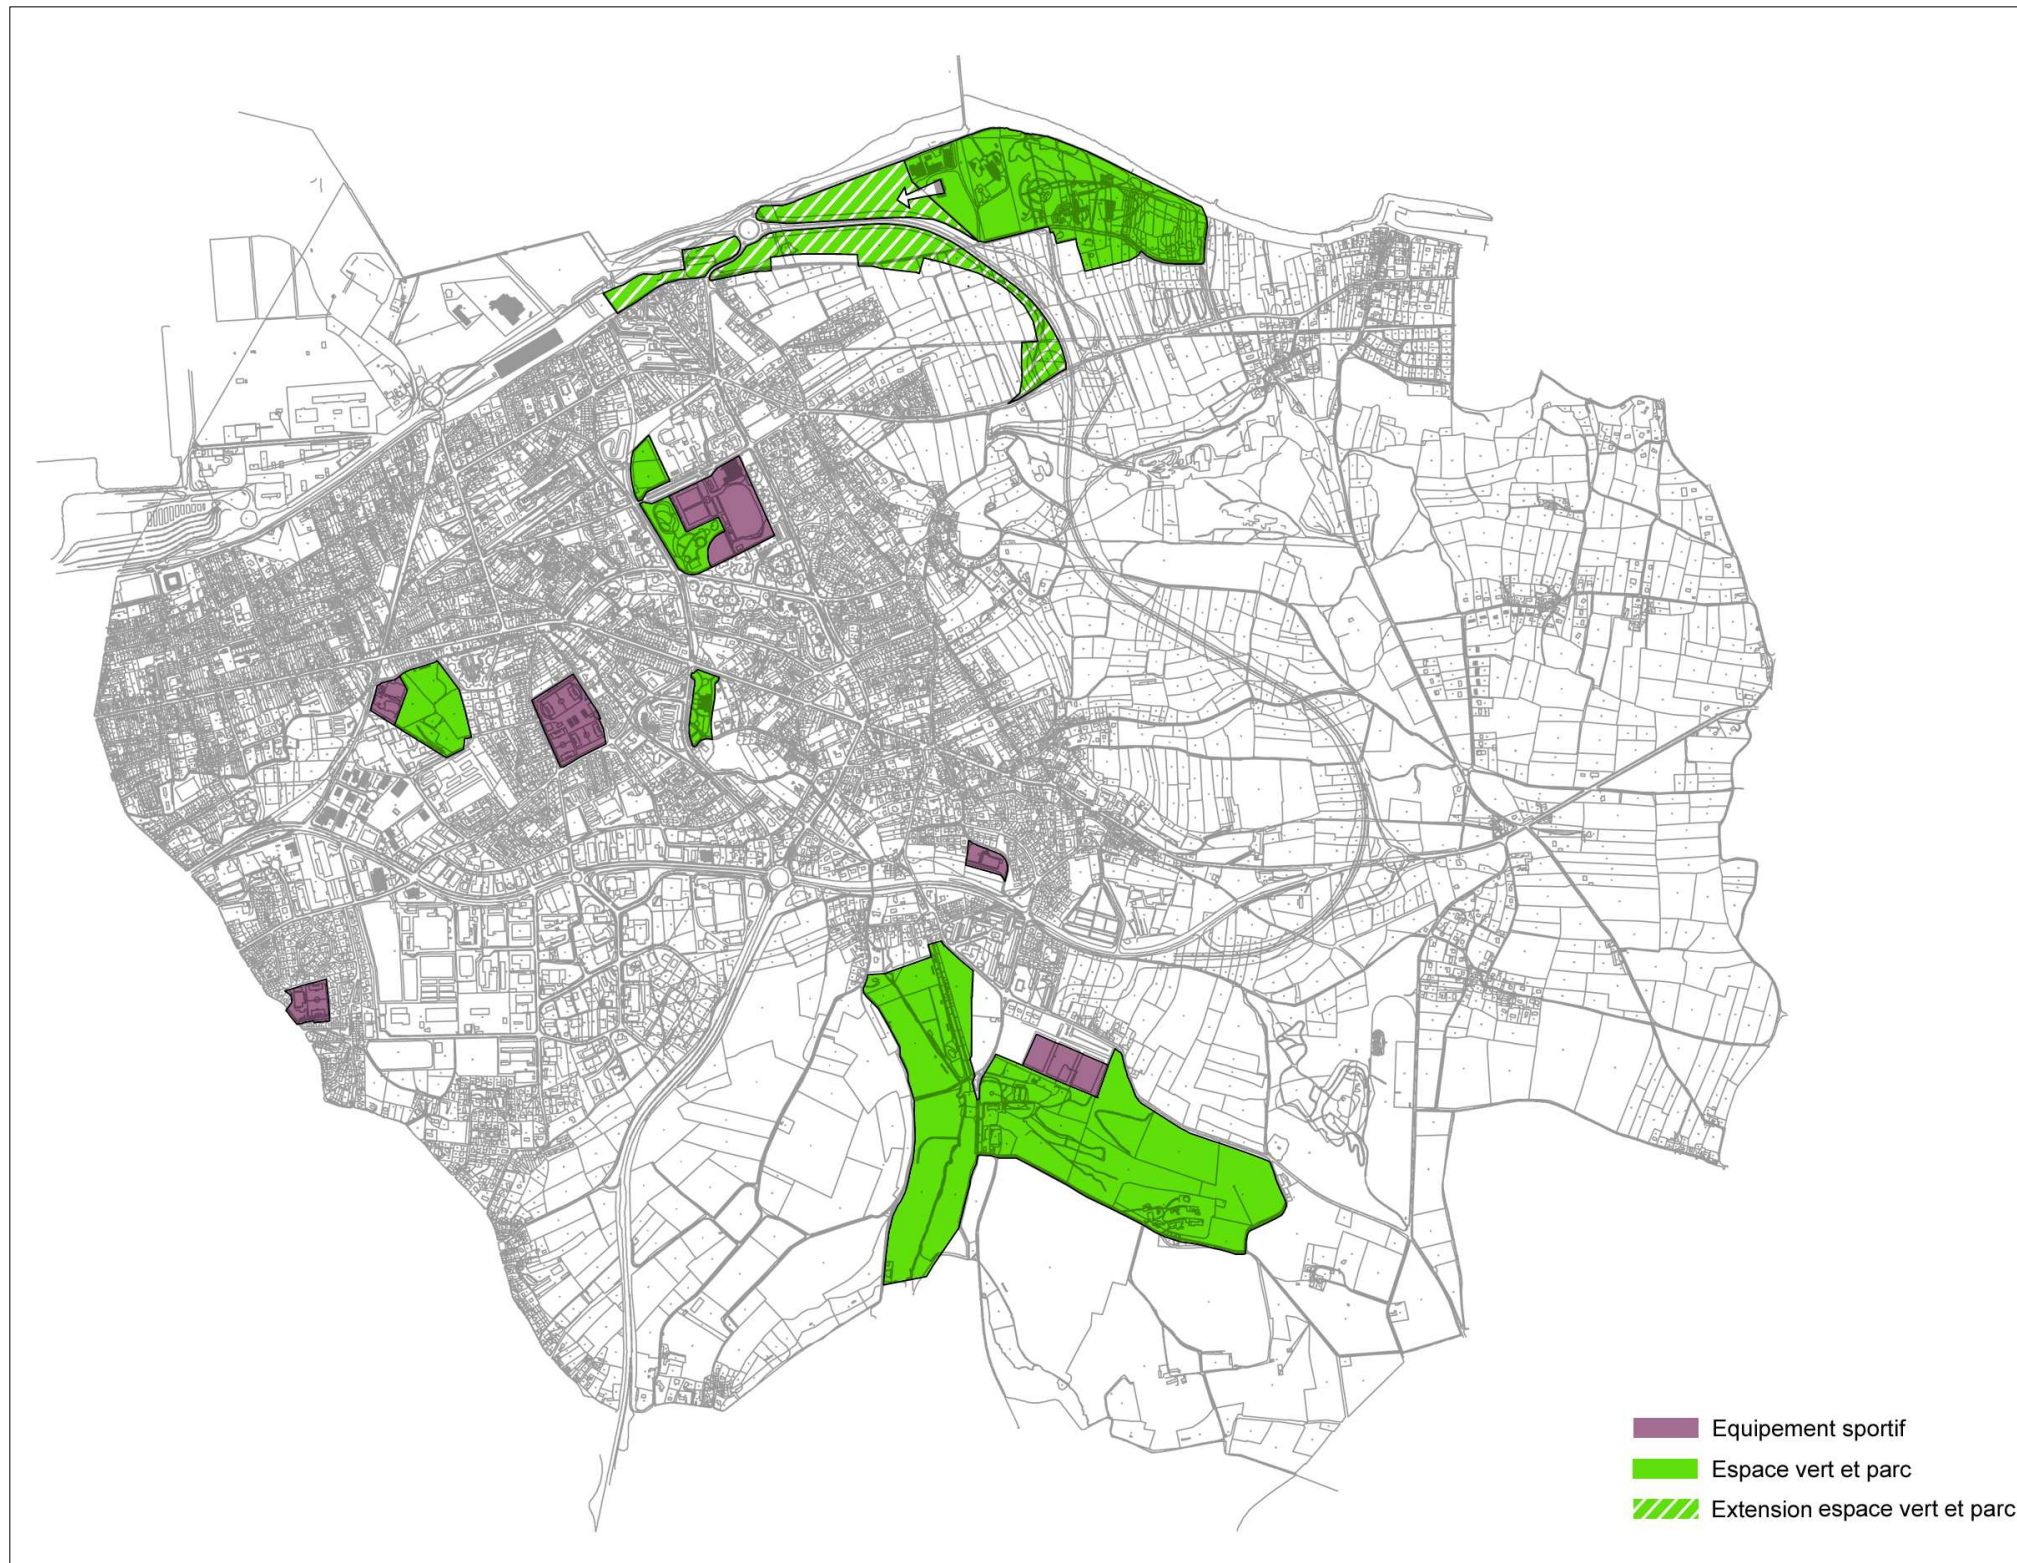 Equipement sportif
Espace vert et parc
Extension espace vert et parc